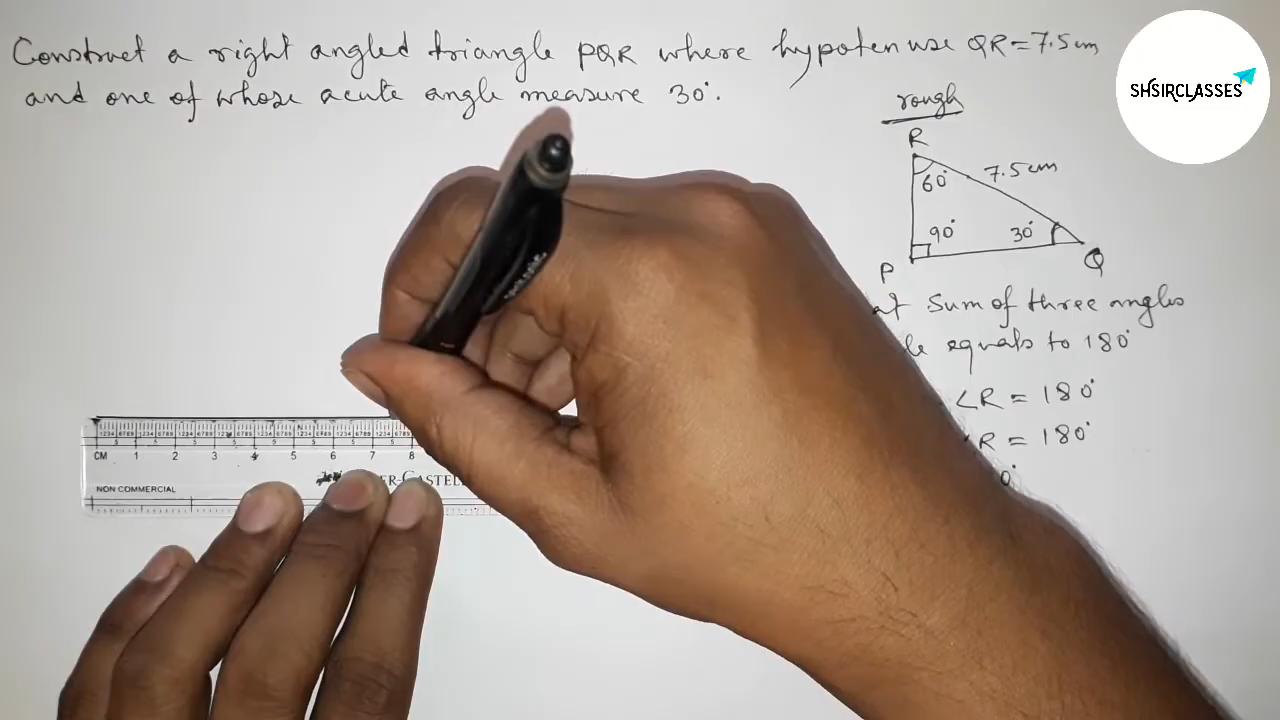 Construct a right angled triangle PQR where hypotenuse QR = 7.5 cm
and one of whose acute angle measure 30°.
SHSIRCLASSES
rough
R
60° 7.5 cm
90° 30°
P Q
Sum of three angles
equals to 180°
∠R = 180°
R = 180°
CM 1 2 3 4 5 6 7 8
NON COMMERCIAL